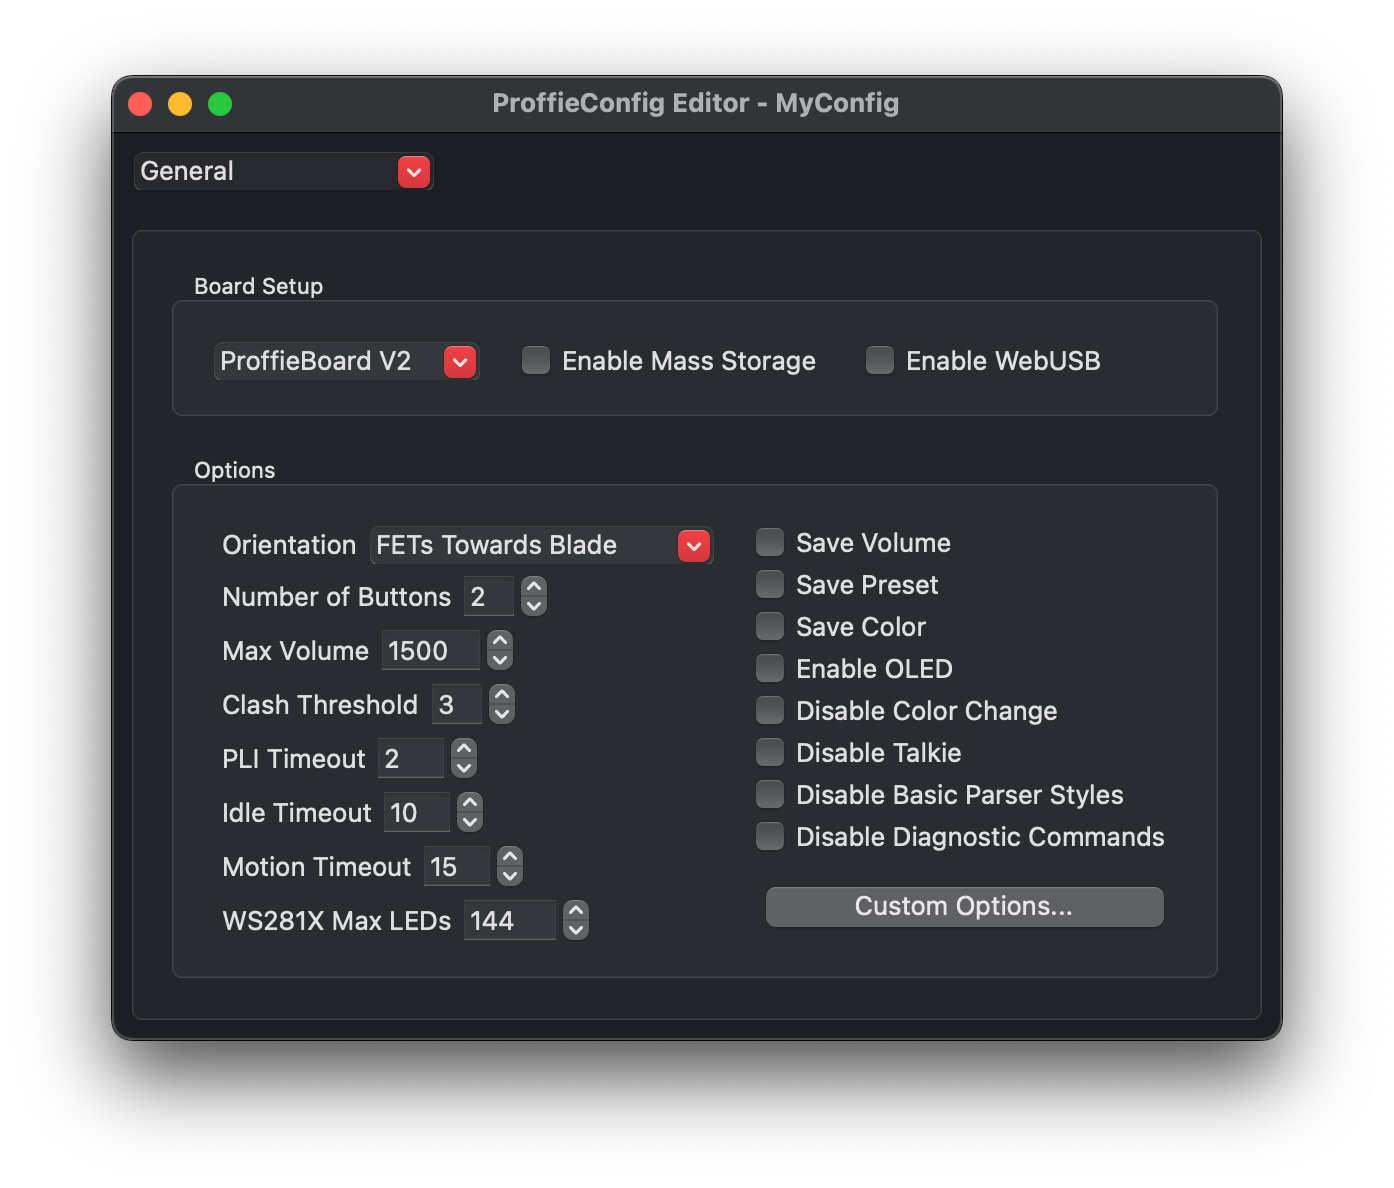 ProffieConfig Editor - MyConfig
General
Board Setup
ProffieBoard V2
Enable Mass Storage
Enable WebUSB
Options
Orientation FETs Towards Blade
Number of Buttons 2
Max Volume 1500
Clash Threshold 3
PLI Timeout 2
Idle Timeout 10
Motion Timeout 15
WS281X Max LEDs 144
Save Volume
Save Preset
Save Color
Enable OLED
Disable Color Change
Disable Talkie
Disable Basic Parser Styles
Disable Diagnostic Commands
Custom Options...